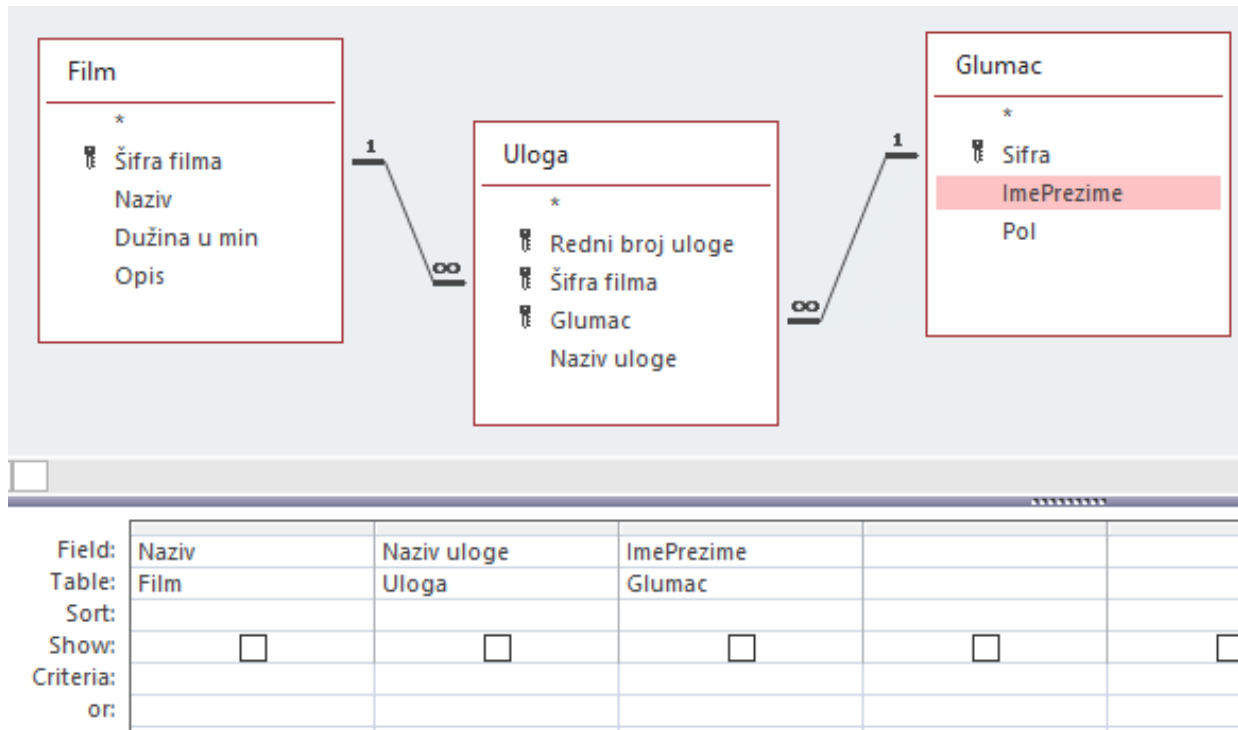 Film
*
Šifra filma
Naziv
Dužina u min
Opis
1
∞
Uloga
*
Redni broj uloge
Šifra filma
Glumac
Naziv uloge
1
∞
Glumac
*
Sifra
ImePrezime
Pol
Field: Naziv Naziv uloge ImePrezime
Table: Film Uloga Glumac
Sort:
Show:
Criteria:
or: